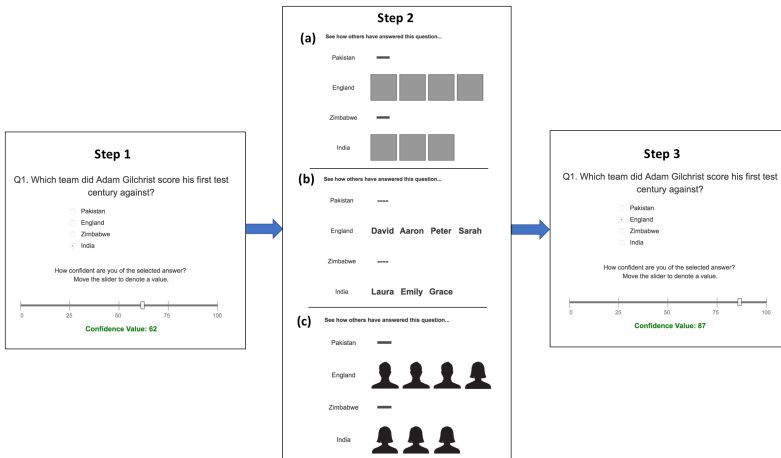 Step 1
Q1. Which team did Adam Gilchrist score his first test
century against?
Pakistan
England
Zimbabwe
India
How confident are you of the selected answer?
Move the slider to denote a value.
0 25 50 75 100
Confidence Value: 62
Step 2
(a) See how others have answered this question...
Pakistan
England
Zimbabwe
India
(b) See how others have answered this question...
Pakistan ----
England David Aaron Peter Sarah
Zimbabwe ----
India Laura Emily Grace
(c) See how others have answered this question...
Pakistan
England
Zimbabwe
India
Step 3
Q1. Which team did Adam Gilchrist score his first test
century against?
Pakistan
England
Zimbabwe
India
How confident are you of the selected answer?
Move the slider to denote a value.
0 25 50 75 100
Confidence Value: 87